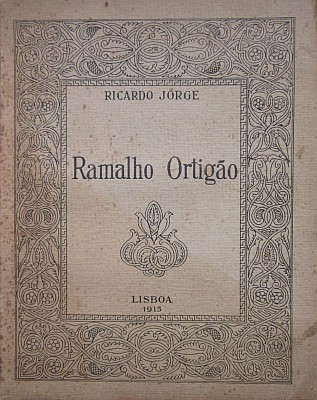 RICARDO JÓRGE
Ramalho Ortigão
LISBOA
1915